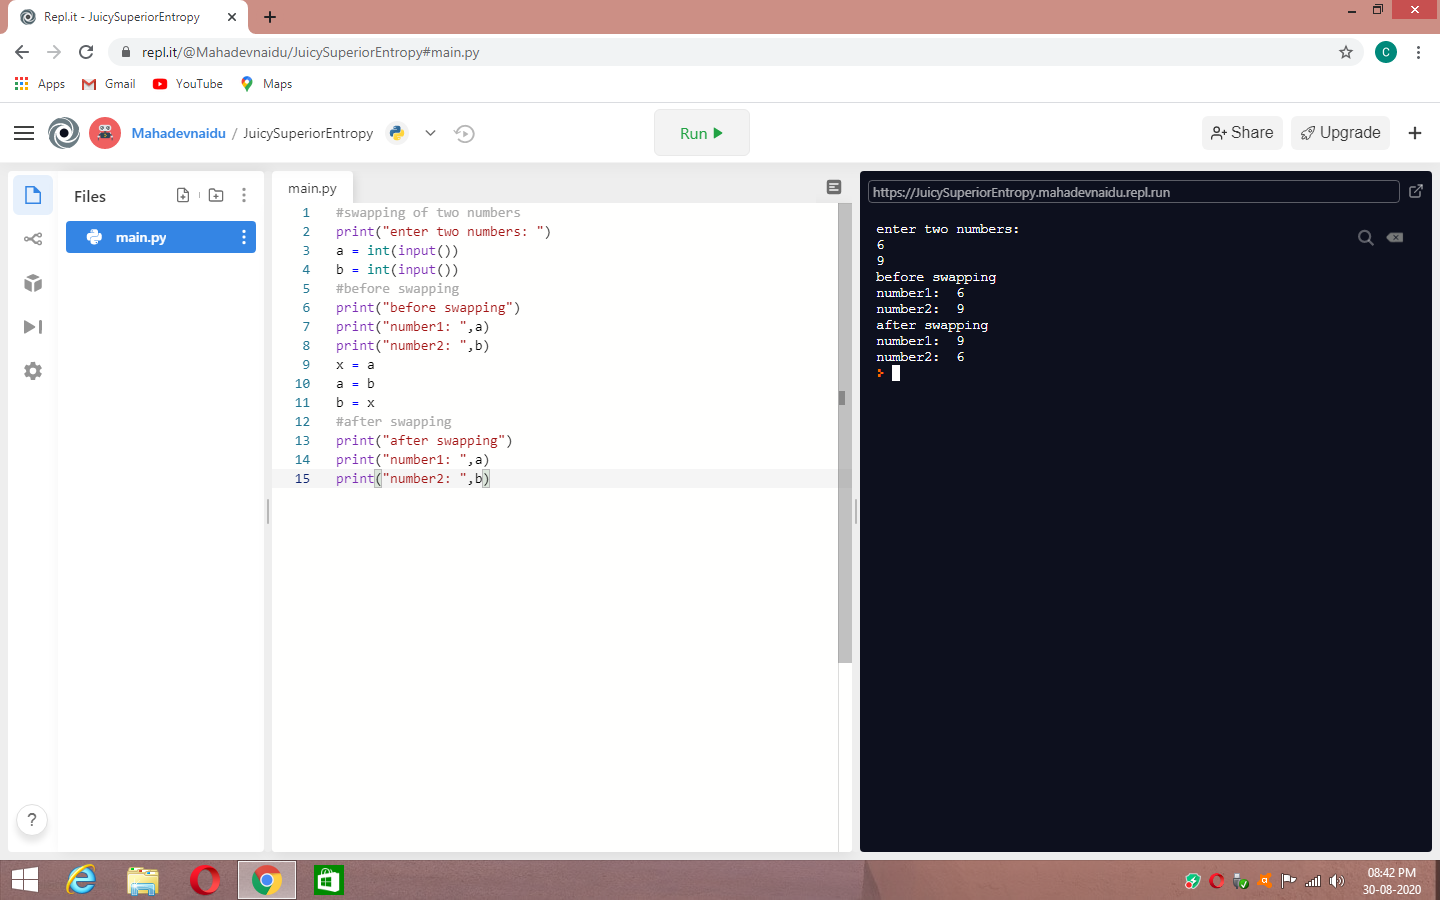 Repl.it - JuicySuperiorEntropy
repl.it/@Mahadevnaidu/JuicySuperiorEntropy#main.py
C
Apps Gmail YouTube Maps
Mahadevnaidu / JuicySuperiorEntropy
Run
Share
Upgrade
Files
main.py
main.py
1 #swapping of two numbers
2 print("enter two numbers: ")
3 a = int(input())
4 b = int(input())
5 #before swapping
6 print("before swapping")
7 print("number1: ",a)
8 print("number2: ",b)
9 x = a
10 a = b
11 b = x
12 #after swapping
13 print("after swapping")
14 print("number1: ",a)
15 print("number2: ",b)
https://JuicySuperiorEntropy.mahadevnaidu.repl.run
enter two numbers:
6
9
before swapping
number1:  6
number2:  9
after swapping
number1:  9
number2:  6
?
08:42 PM
30-08-2020